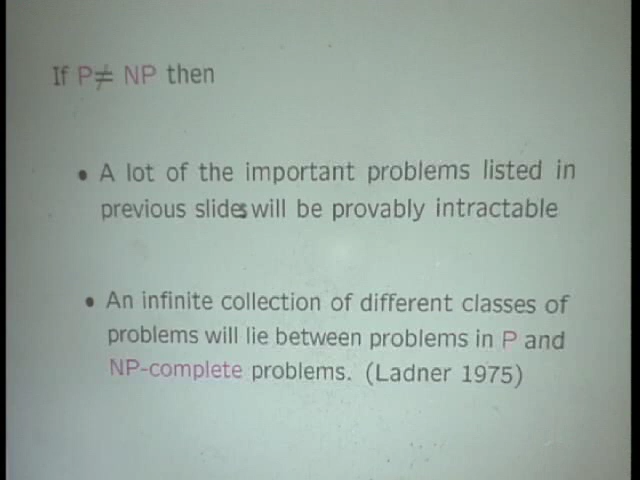 If P≠ NP then
• A lot of the important problems listed in
previous slides will be provably intractable
• An infinite collection of different classes of
problems will lie between problems in P and
NP-complete problems. (Ladner 1975)